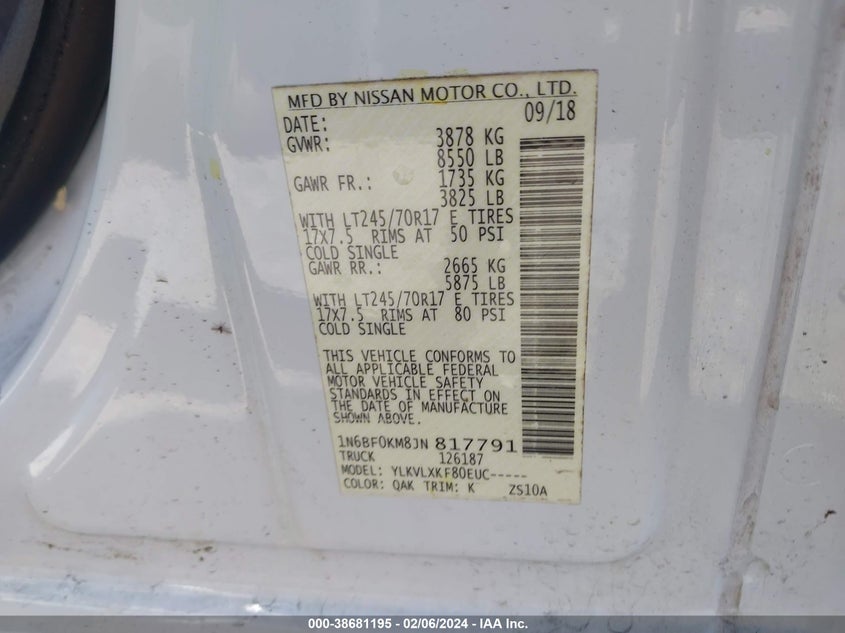 MFD BY NISSAN MOTOR CO., LTD.
DATE: 09/18
GVWR: 3878 KG
8550 LB
GAWR FR.: 1735 KG
3825 LB
WITH LT245/70R17 E TIRES
17X7.5 RIMS AT 50 PSI
COLD SINGLE
GAWR RR.: 2665 KG
5875 LB
WITH LT245/70R17 E TIRES
17X7.5 RIMS AT 80 PSI
COLD SINGLE
THIS VEHICLE CONFORMS TO
ALL APPLICABLE FEDERAL
MOTOR VEHICLE SAFETY
STANDARDS IN EFFECT ON
THE DATE OF MANUFACTURE
SHOWN ABOVE.
1N6BF0KM8JN 817791
TRUCK 126187
MODEL: YLKVLXKF80EUC-----
COLOR: QAK TRIM: K ZS10A
000-38681195 - 02/06/2024 - IAA Inc.